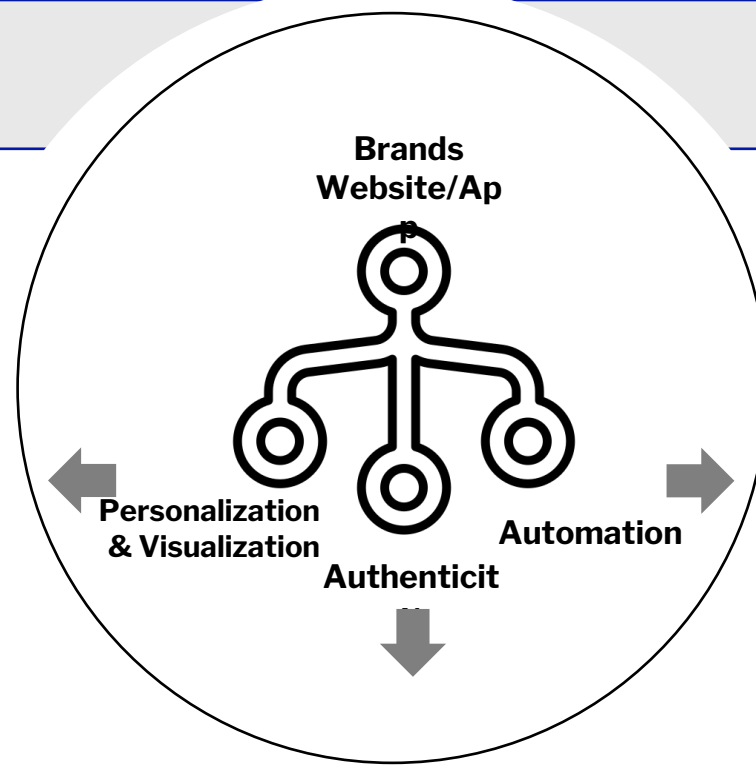 Brands
Website/Ap
p
Personalization
& Visualization
Automation
Authenticit